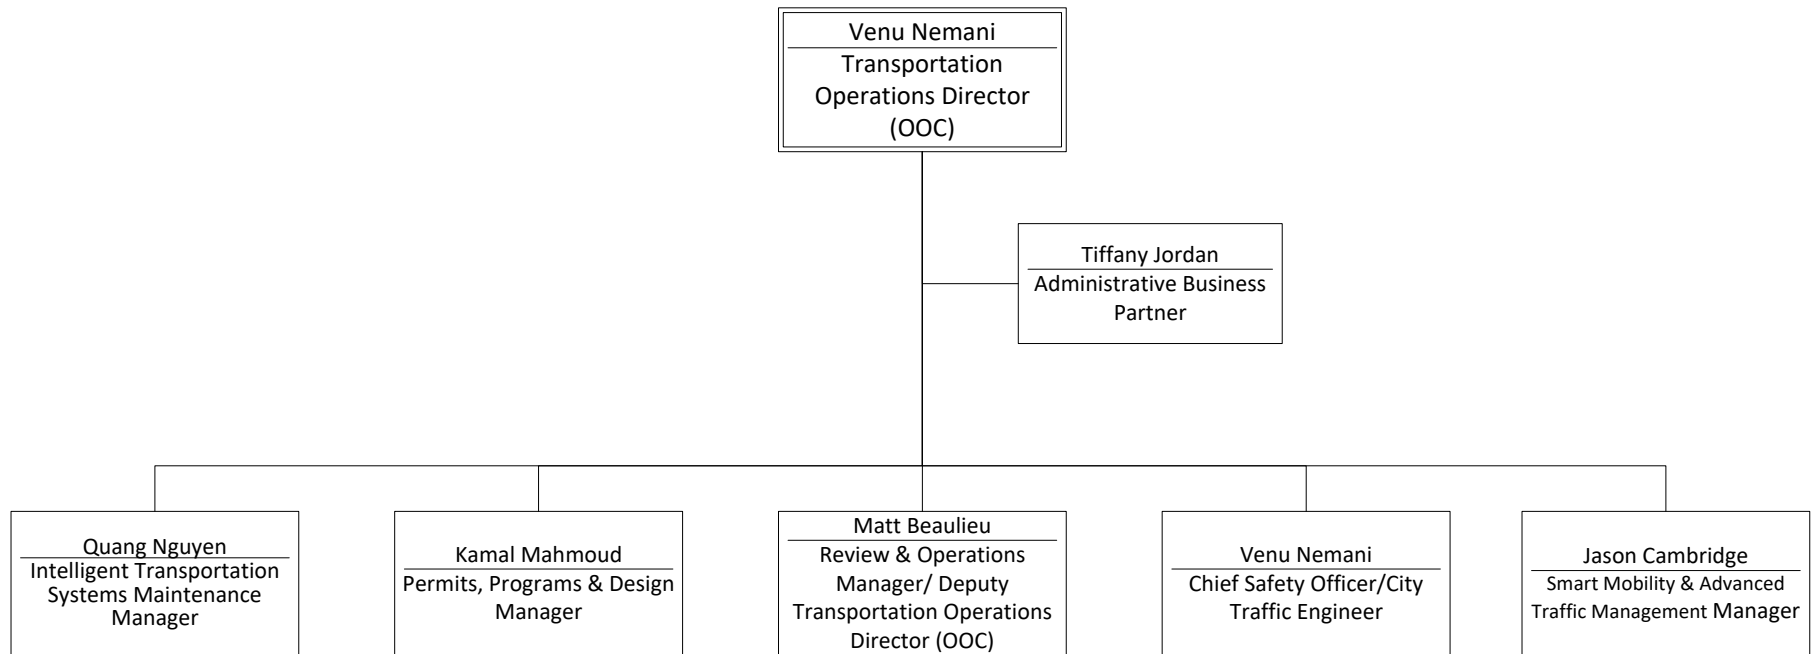 Venu Nemani
Transportation
Operations Director
(OOC)
Tiffany Jordan
Administrative Business
Partner
Quang Nguyen
Intelligent Transportation
Systems Maintenance
Manager
Kamal Mahmoud
Permits, Programs & Design
Manager
Matt Beaulieu
Review & Operations
Manager/ Deputy
Transportation Operations
Director (OOC)
Venu Nemani
Chief Safety Officer/City
Traffic Engineer
Jason Cambridge
Smart Mobility & Advanced
Traffic Management Manager